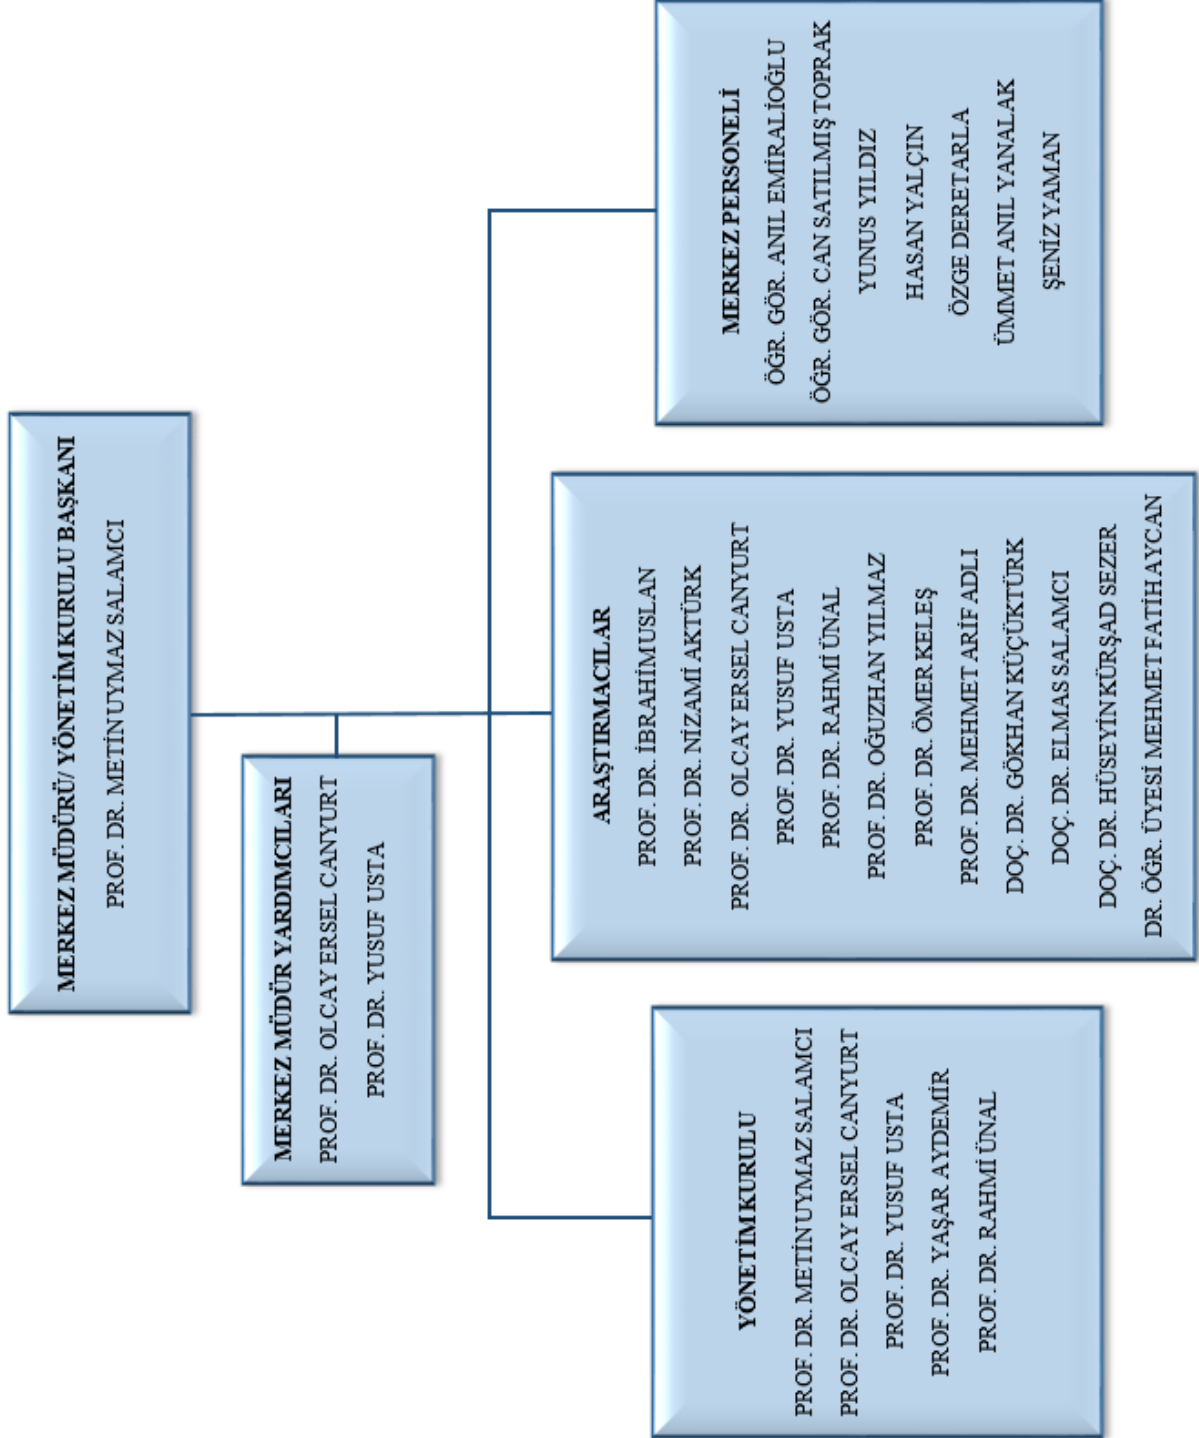 MERKEZ MÜDÜRÜ/ YÖNETİM KURULU BAŞKANI
PROF. DR. METİN UYMAZ SALAMCI
MERKEZ MÜDÜR YARDIMCILARI
PROF. DR. OLCAY ERSEL CANYURT
PROF. DR. YUSUF USTA
YÖNETİM KURULU
PROF. DR. METİN UYMAZ SALAMCI
PROF. DR. OLCAY ERSEL CANYURT
PROF. DR. YUSUF USTA
PROF. DR. YAŞAR AYDEMİR
PROF. DR. RAHMİ ÜNAL
ARAŞTIRMACILAR
PROF. DR. İBRAHİM USLAN
PROF. DR. NİZAMİ AKTÜRK
PROF. DR. OLCAY ERSEL CANYURT
PROF. DR. YUSUF USTA
PROF. DR. RAHMİ ÜNAL
PROF. DR. OĞUZHAN YILMAZ
PROF. DR. ÖMER KELEŞ
PROF. DR. MEHMET ARİF ADLI
DOÇ. DR. GÖKHAN KÜÇÜKTÜRK
DOÇ. DR. ELMAS SALAMCI
DOÇ. DR. HÜSEYİN KÜRŞAD SEZER
DR. ÖĞR. ÜYESİ MEHMET FATİH AYCAN
MERKEZ PERSONELİ
ÖĞR. GÖR. ANIL EMİRALİOĞLU
ÖĞR. GÖR. CAN SATILMIŞ TOPRAK
YUNUS YILDIZ
HASAN YALÇIN
ÖZGE DERETARLA
ÜMMET ANIL YANALAK
ŞENİZ YAMAN